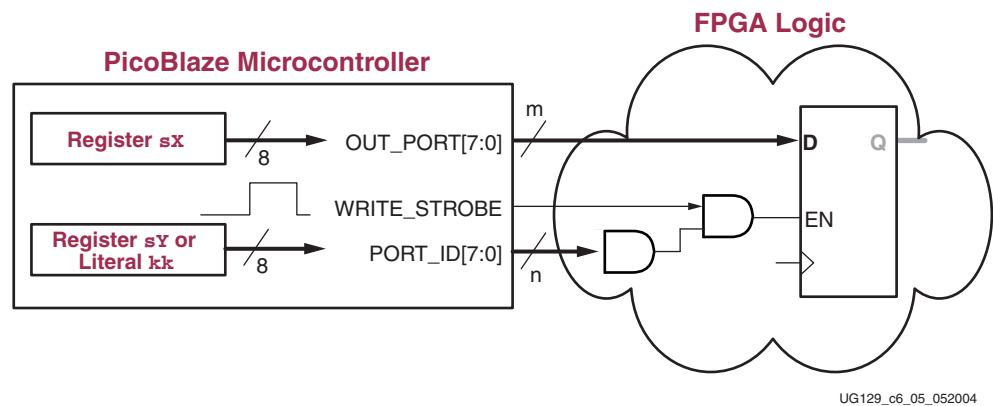 FPGA Logic
PicoBlaze Microcontroller
Register sX
8
OUT_PORT[7:0]
m
D
Q
WRITE_STROBE
EN
Register sY or
Literal kk
8
PORT_ID[7:0]
n
UG129_c6_05_052004